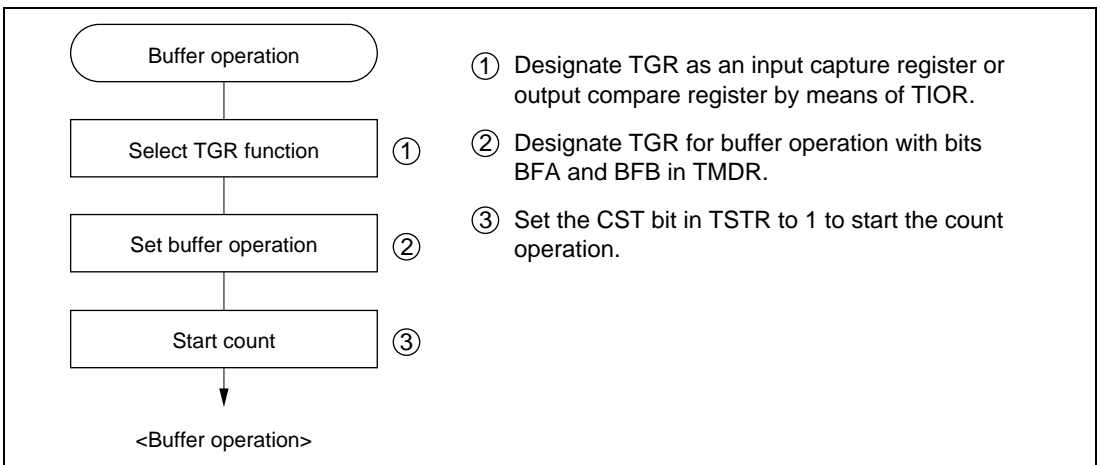 Buffer operation
Select TGR function
①
Set buffer operation
②
Start count
③
<Buffer operation>
① Designate TGR as an input capture register or
output compare register by means of TIOR.
② Designate TGR for buffer operation with bits
BFA and BFB in TMDR.
③ Set the CST bit in TSTR to 1 to start the count
operation.